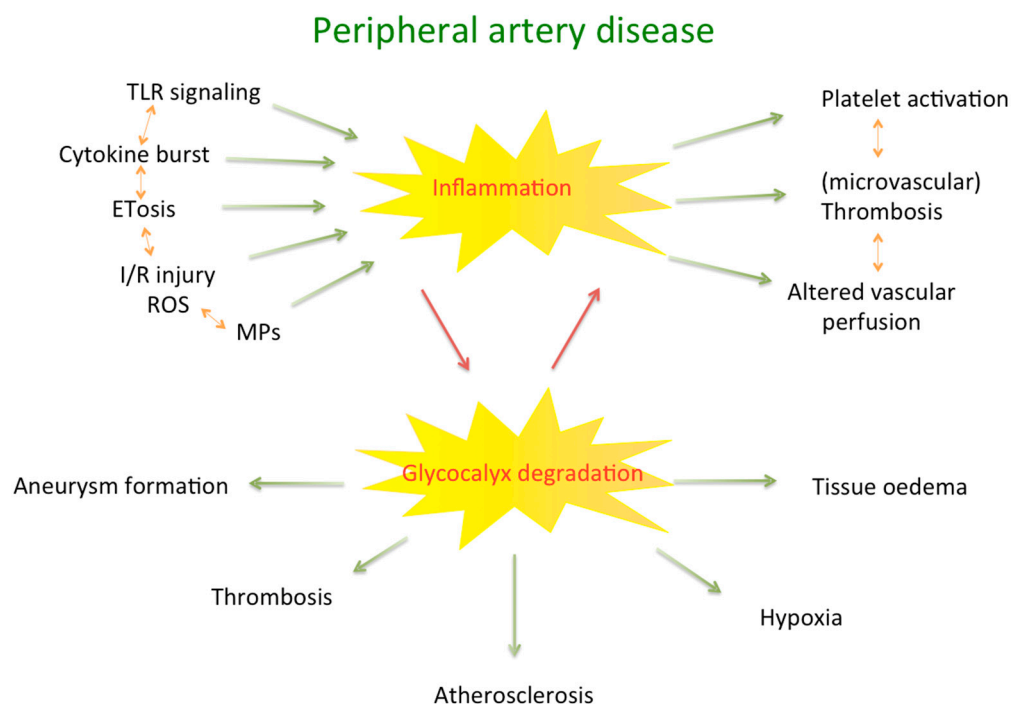 Peripheral artery disease
TLR signaling
Cytokine burst
ETosis
I/R injury
ROS
MPs
Inflammation
Platelet activation
(microvascular)
Thrombosis
Altered vascular
perfusion
Glycocalyx degradation
Aneurysm formation
Thrombosis
Atherosclerosis
Hypoxia
Tissue oedema